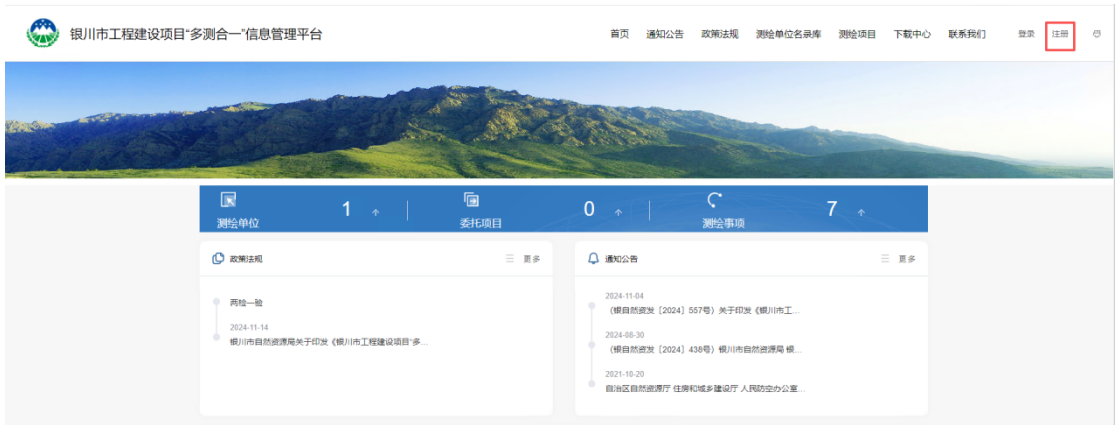 银川市工程建设项目“多测合一”信息管理平台
首页 通知公告 政策法规 测绘单位名录库 测绘项目 下载中心 联系我们 登录 注册
测绘单位 1
委托项目 0
测绘事项 7
政策法规 更多
两检一验
2024-11-14
银川市自然资源局关于印发《银川市工程建设项目“多...
通知公告 更多
2024-11-04
(银自然资发〔2024〕557号) 关于印发《银川市工...
2024-08-30
(银自然资发〔2024〕438号) 银川市自然资源局 银...
2021-10-20
自治区自然资源厅 住房和城乡建设厅 人民防空办公室...